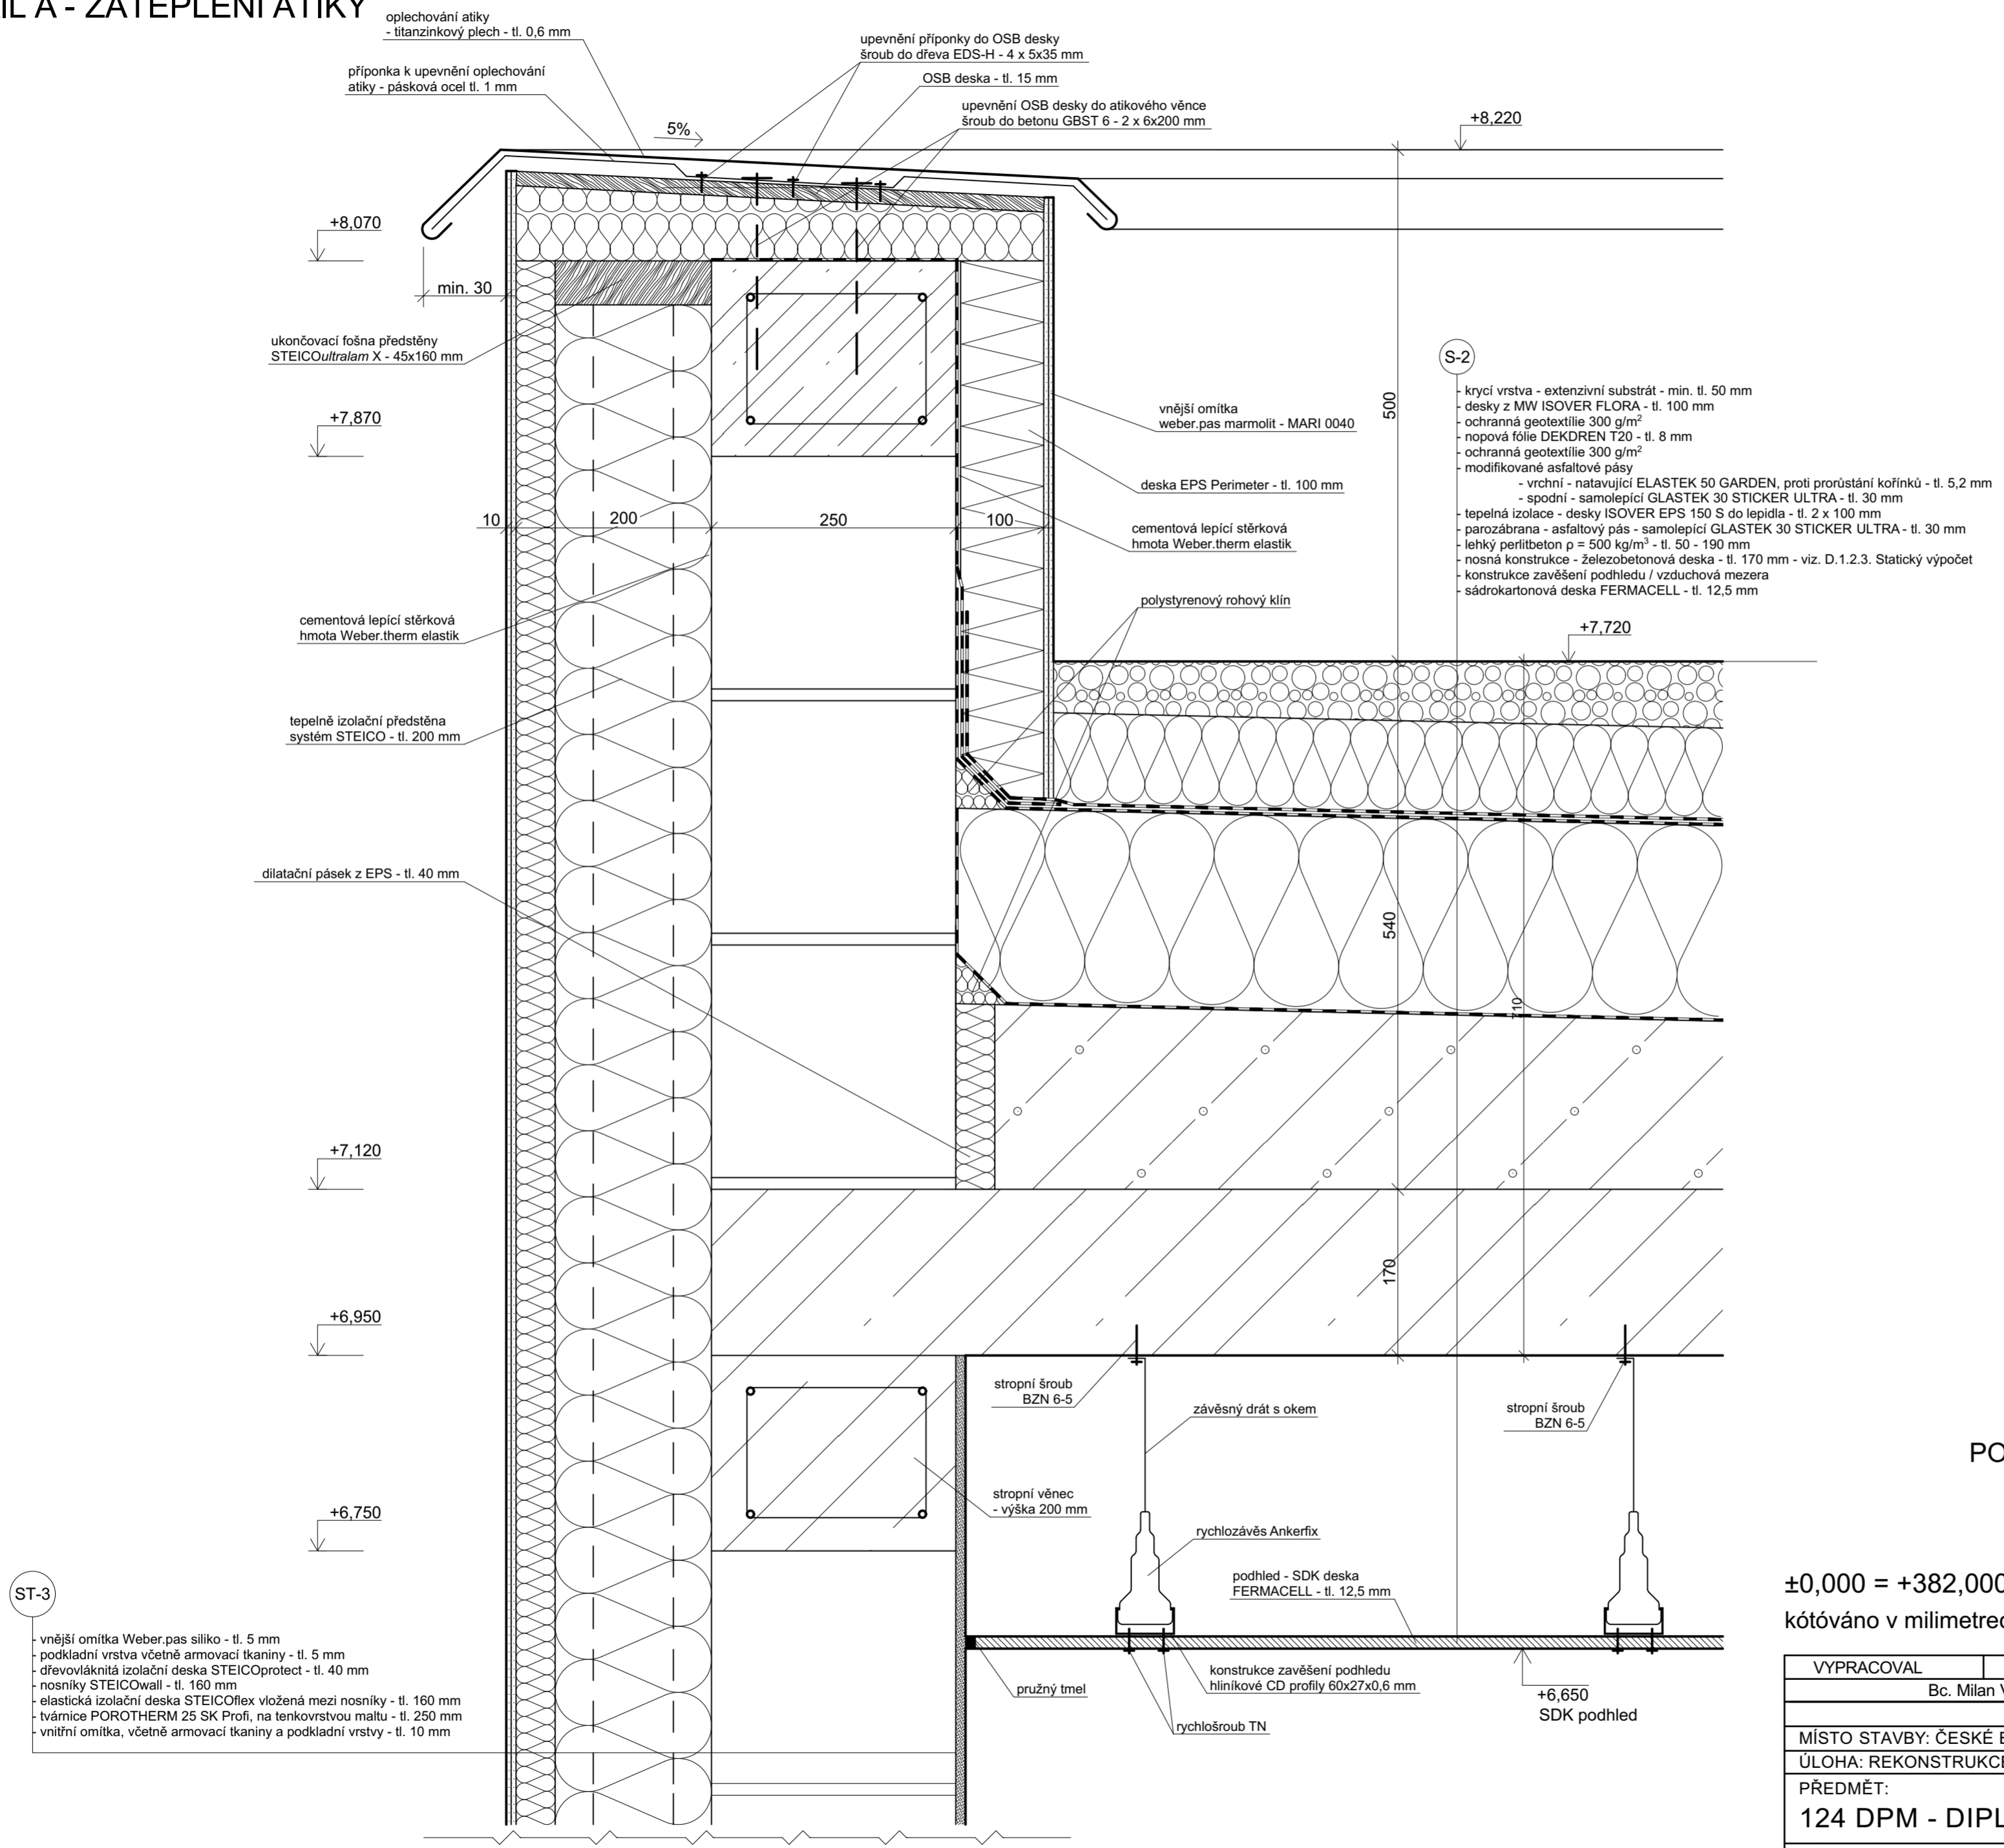 IL A - ZATEPLENÍ ATIKY
oplechování atiky
- titanzinkový plech - tl. 0,6 mm
příponka k upevnění oplechování
atiky - pásková ocel tl. 1 mm
upevnění příponky do OSB desky
šroub do dřeva EDS-H - 4 x 5x35 mm
OSB deska - tl. 15 mm
upevnění OSB desky do atikového věnce
šroub do betonu GBST 6 - 2 x 6x200 mm
5%
+8,220
+8,070
min. 30
ukončovací fošna předstěny
STEICOultralam X - 45x160 mm
+7,870
500
S-2
- krycí vrstva - extenzivní substrát - min. tl. 50 mm
- desky z MW ISOVER FLORA - tl. 100 mm
- ochranná geotextílie 300 g/m²
- nopová fólie DEKDREN T20 - tl. 8 mm
- ochranná geotextílie 300 g/m²
- modifikované asfaltové pásy
- vrchní - natavující ELASTEK 50 GARDEN, proti prorůstání kořínků - tl. 5,2 mm
- spodní - samolepící GLASTEK 30 STICKER ULTRA - tl. 30 mm
- tepelná izolace - desky ISOVER EPS 150 S do lepidla - tl. 2 x 100 mm
- parozábrana - asfaltový pás - samolepící GLASTEK 30 STICKER ULTRA - tl. 30 mm
- lehký perlitbeton ρ = 500 kg/m³ - tl. 50 - 190 mm
- nosná konstrukce - železobetonová deska - tl. 170 mm - viz. D.1.2.3. Statický výpočet
- konstrukce zavěšení podhledu / vzduchová mezera
- sádrokartonová deska FERMACELL - tl. 12,5 mm
vnější omítka
weber.pas marmolit - MARI 0040
deska EPS Perimeter - tl. 100 mm
10
200
250
100
cementová lepící stěrková
hmota Weber.therm elastik
polystyrenový rohový klín
+7,720
cementová lepící stěrková
hmota Weber.therm elastik
tepelně izolační předstěna
systém STEICO - tl. 200 mm
dilatační pásek z EPS - tl. 40 mm
540
710
+7,120
170
+6,950
stropní šroub
BZN 6-5
závěsný drát s okem
stropní šroub
BZN 6-5
PO
stropní věnec
- výška 200 mm
+6,750
rychlozávěs Ankerfix
podhled - SDK deska
FERMACELL - tl. 12,5 mm
ST-3
- vnější omítka Weber.pas siliko - tl. 5 mm
- podkladní vrstva včetně armovací tkaniny - tl. 5 mm
- dřevovláknitá izolační deska STEICOprotect - tl. 40 mm
- nosníky STEICOwall - tl. 160 mm
- elastická izolační deska STEICOflex vložená mezi nosníky - tl. 160 mm
- tvárnice POROTHERM 25 SK Profi, na tenkovrstvou maltu - tl. 250 mm
- vnitřní omítka, včetně armovací tkaniny a podkladní vrstvy - tl. 10 mm
pružný tmel
konstrukce zavěšení podhledu
hliníkové CD profily 60x27x0,6 mm
rychlošroub TN
+6,650
SDK podhled
±0,000 = +382,000
kótováno v milimetrec
VYPRACOVAL
Bc. Milan V
MÍSTO STAVBY: ČESKÉ B
ÚLOHA: REKONSTRUKCE
PŘEDMĚT:
124 DPM - DIPL